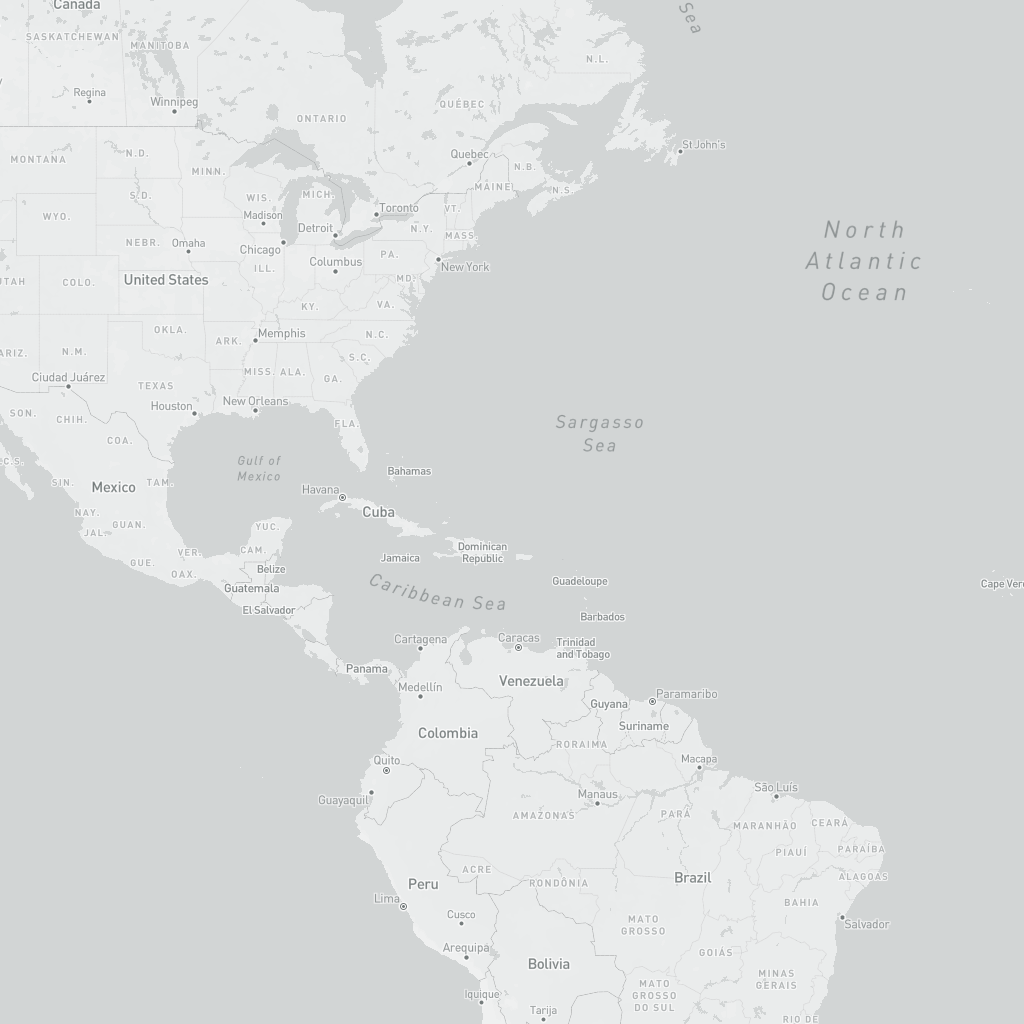 Canada
Sea
SASKATCHEWAN
MANITOBA
N.L.
Regina
Winnipeg
QUÉBEC
ONTARIO
St John's
MONTANA
N.D.
MINN.
Quebec
N.B.
MAINE
N.S.
S.D.
WIS.
MICH.
WYO.
Madison
Toronto
VT.
Detroit
N.Y.
MASS.
North
Atlantic
Ocean
NEBR.
Omaha
Chicago
PA.
Columbus
New York
ILL.
MD.
UTAH
COLO.
United States
KY.
VA.
OKLA.
ARK.
Memphis
N.C.
ARIZ.
N.M.
S.C.
MISS.
ALA.
GA.
Ciudad Juárez
TEXAS
Houston
New Orleans
SON.
CHIH.
FLA.
Sargasso
Sea
COA.
Gulf of
Mexico
B.C.S.
Bahamas
SIN.
Mexico
TAM.
Havana
Cuba
NAY.
GUAN.
YUC.
JAL.
VER.
CAM.
GUE.
OAX.
Belize
Jamaica
Dominican
Republic
Guatemala
Caribbean Sea
Guadeloupe
Cape Ver
El Salvador
Barbados
Cartagena
Caracas
Trinidad
and Tobago
Panama
Medellín
Venezuela
Guyana
Paramaribo
Suriname
Colombia
RORAIMA
Quito
Macapa
Guayaquil
Manaus
São Luís
AMAZONAS
PARÁ
MARANHÃO
CEARÁ
PIAUÍ
PARAÍBA
ACRE
RONDÔNIA
Brazil
ALAGOAS
Peru
Lima
Cusco
BAHIA
MATO
GROSSO
Salvador
Arequipa
GOIÁS
Bolivia
MINAS
GERAIS
Iquique
MATO
GROSSO
DO SUL
Tarija
RIO DE